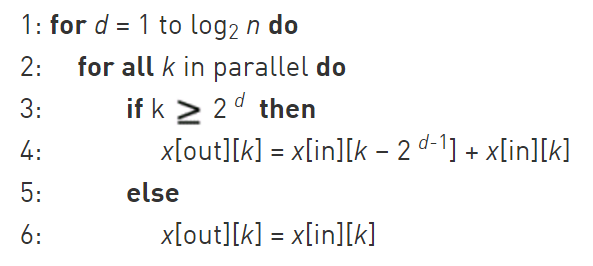 1: for d = 1 to log₂ n do
2: for all k in parallel do
3: if k ≥ 2 ᵈ then
4: x[out][k] = x[in][k – 2 ᵈ⁻¹] + x[in][k]
5: else
6: x[out][k] = x[in][k]